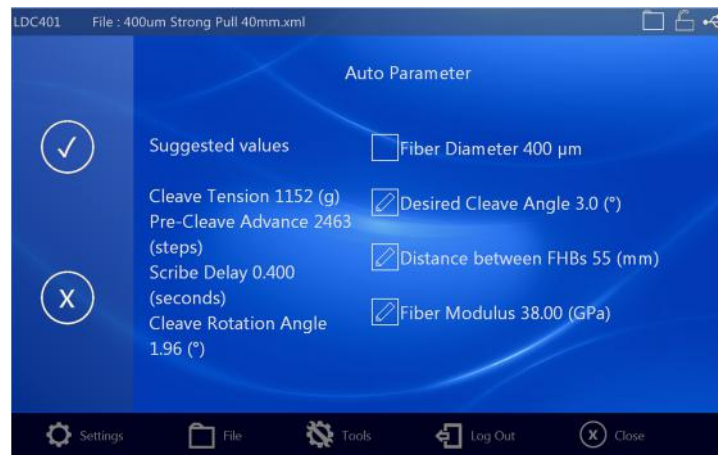 LDC401 File : 400um Strong Pull 40mm.xml
Auto Parameter
Suggested values
Cleave Tension 1152 (g)
Pre-Cleave Advance 2463
(steps)
Scribe Delay 0.400
(seconds)
Cleave Rotation Angle
1.96 (°)
Fiber Diameter 400 µm
Desired Cleave Angle 3.0 (°)
Distance between FHBs 55 (mm)
Fiber Modulus 38.00 (GPa)
X
Settings File Tools Log Out X Close